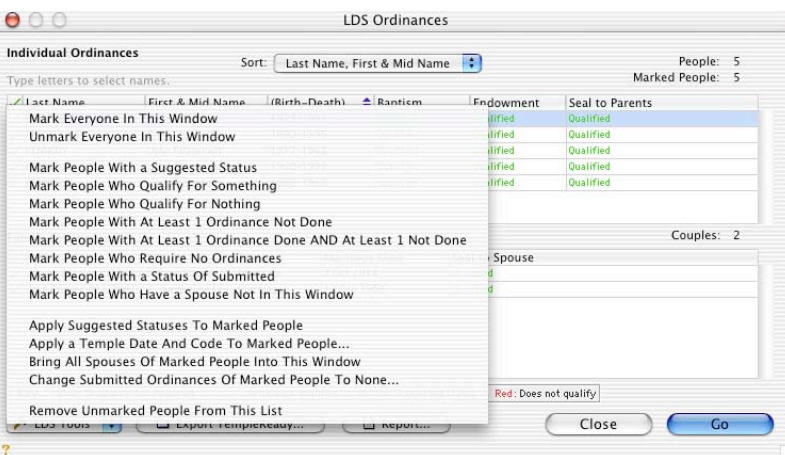 LDS Ordinances
Individual Ordinances
Sort: Last Name, First & Mid Name
People: 5
Type letters to select names.
Marked People: 5
Last Name First & Mid Name (Birth-Death) Baptism Endowment Seal to Parents
Mark Everyone In This Window
Qualified
Unmark Everyone In This Window
Qualified
Qualified
Mark People With a Suggested Status
Qualified
Mark People Who Qualify For Something
Qualified
Mark People Who Qualify For Nothing
Mark People With At Least 1 Ordinance Not Done
Mark People With At Least 1 Ordinance Done AND At Least 1 Not Done
Couples: 2
Mark People Who Require No Ordinances
Spouse
Mark People With a Status Of Submitted
Mark People Who Have a Spouse Not In This Window
Apply Suggested Statuses To Marked People
Apply a Temple Date And Code To Marked People...
Bring All Spouses Of Marked People Into This Window
Change Submitted Ordinances Of Marked People To None...
Red: Does not qualify
Remove Unmarked People From This List
LDS Tools Export TempleReady... Report... Close Go
?